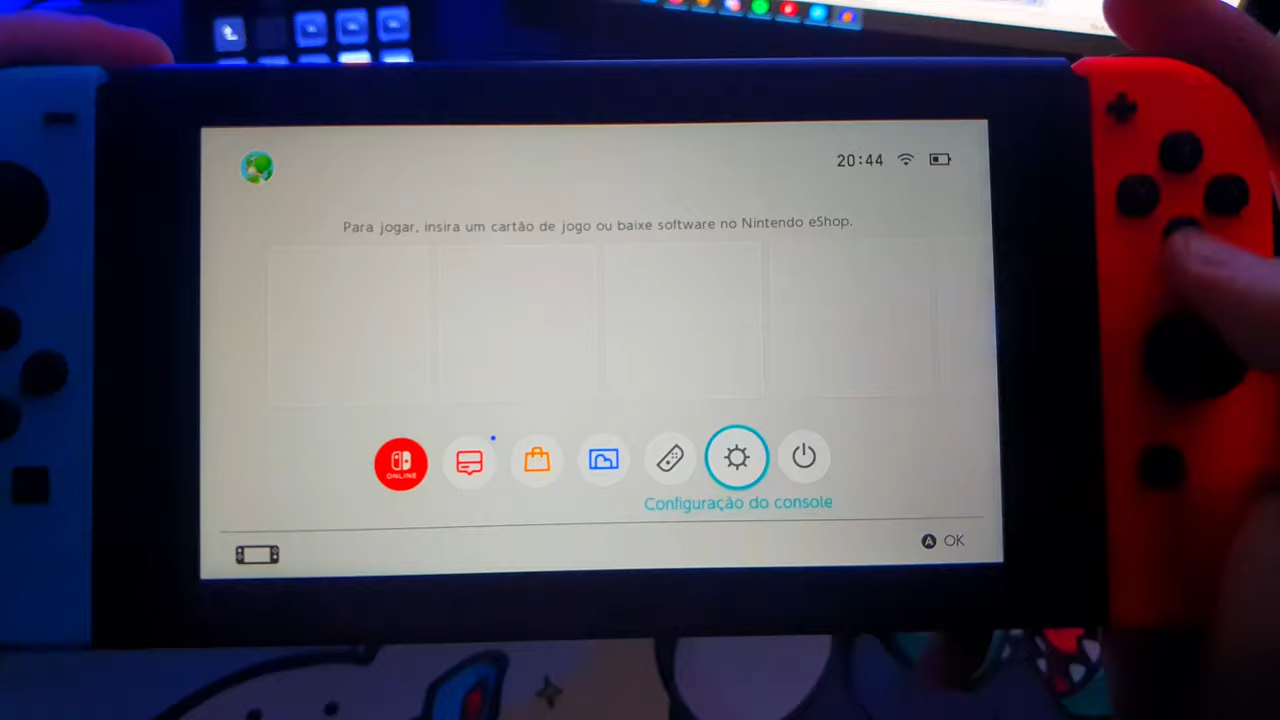 20:44
Para jogar, insira um cartão de jogo ou baixe software no Nintendo eShop.
ONLINE
Configuração do console
A OK